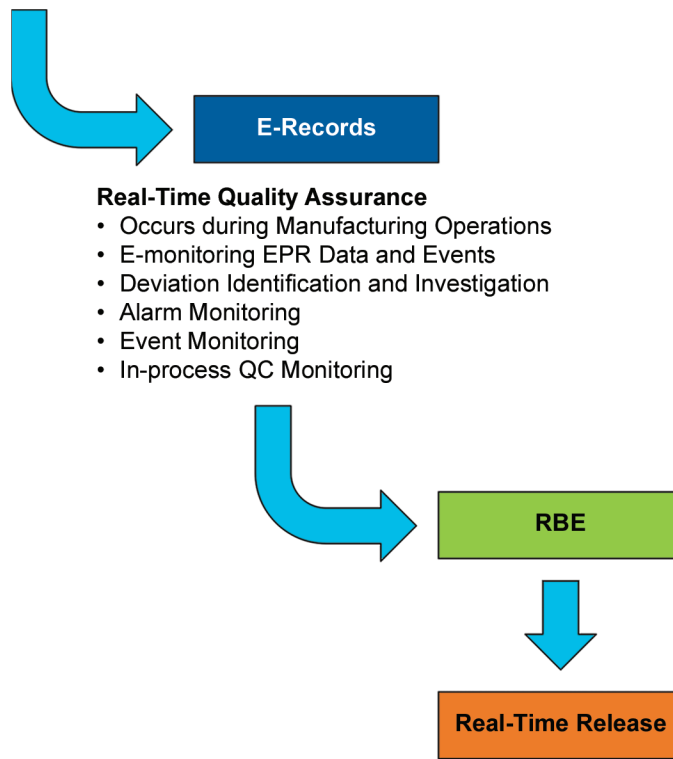 E-Records
Real-Time Quality Assurance
• Occurs during Manufacturing Operations
• E-monitoring EPR Data and Events
• Deviation Identification and Investigation
• Alarm Monitoring
• Event Monitoring
• In-process QC Monitoring
RBE
Real-Time Release